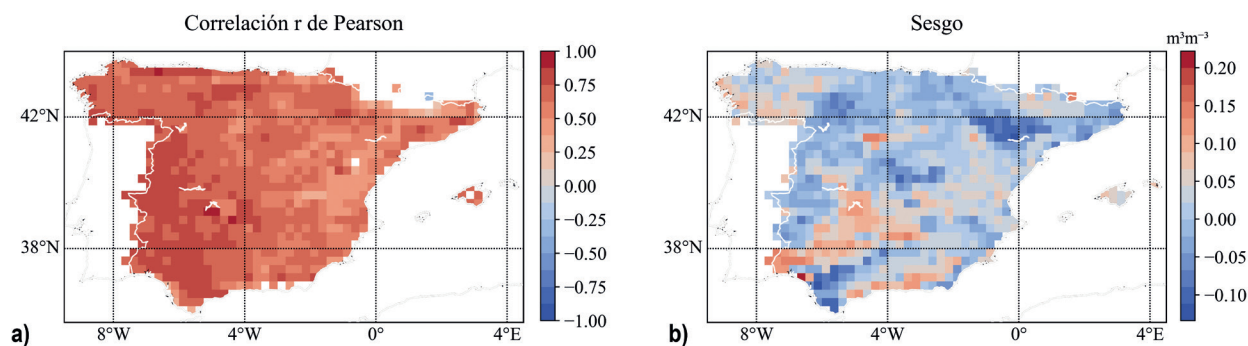 Correlación r de Pearson
1.00
0.75
0.50
0.25
0.00
−0.25
−0.50
−0.75
−1.00
42°N
38°N
8°W
4°W
0°
4°E
a)
Sesgo
m³m⁻³
0.20
0.15
0.10
0.05
0.00
−0.05
−0.10
42°N
38°N
8°W
4°W
0°
4°E
b)